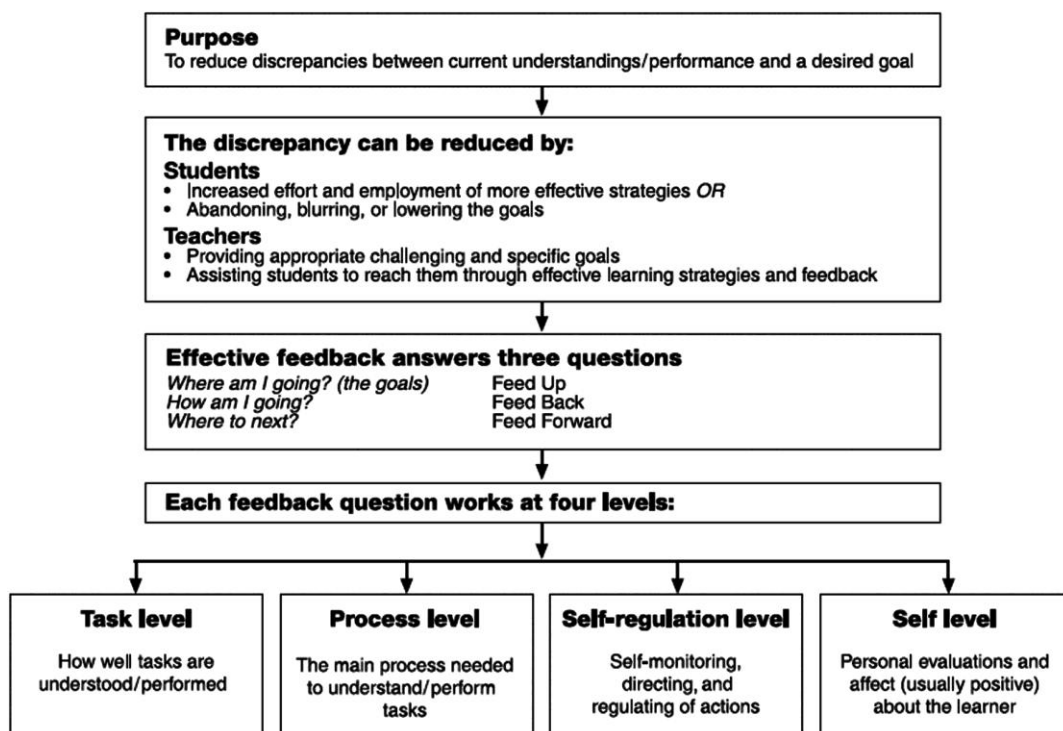 Purpose
To reduce discrepancies between current understandings/performance and a desired goal
The discrepancy can be reduced by:
Students
• Increased effort and employment of more effective strategies OR
• Abandoning, blurring, or lowering the goals
Teachers
• Providing appropriate challenging and specific goals
• Assisting students to reach them through effective learning strategies and feedback
Effective feedback answers three questions
Where am I going? (the goals) Feed Up
How am I going? Feed Back
Where to next? Feed Forward
Each feedback question works at four levels:
Task level
How well tasks are
understood/performed
Process level
The main process needed
to understand/perform
tasks
Self-regulation level
Self-monitoring,
directing, and
regulating of actions
Self level
Personal evaluations and
affect (usually positive)
about the learner